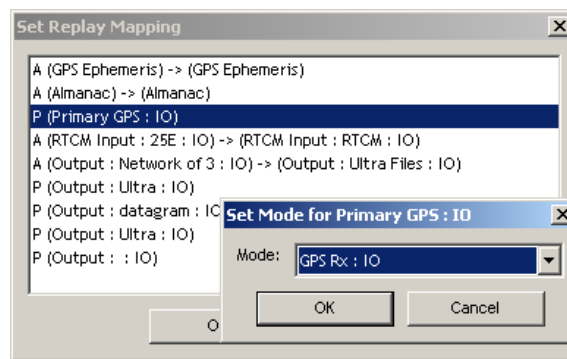 Set Replay Mapping
A (GPS Ephemeris) -> (GPS Ephemeris)
A (Almanac) -> (Almanac)
P (Primary GPS : IO)
A (RTCM Input : 25E : IO) -> (RTCM Input : RTCM : IO)
A (Output : Network of 3 : IO) -> (Output : Ultra Files : IO)
P (Output : Ultra : IO)
P (Output : datagram : IO
P (Output : Ultra : IO)
P (Output : : IO)
Set Mode for Primary GPS : IO
Mode: GPS Rx : IO
OK Cancel